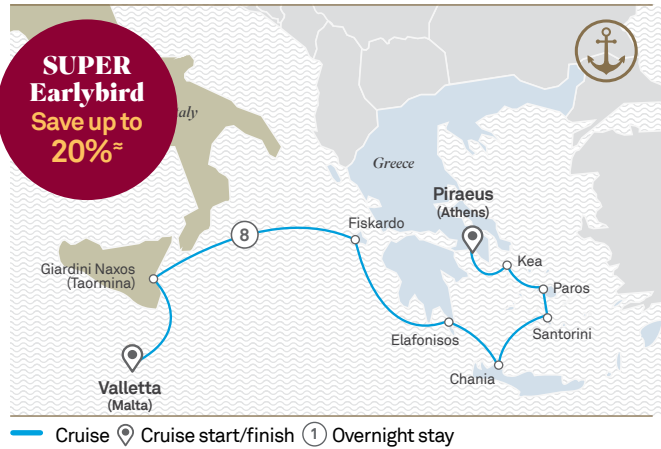 SUPER
Earlybird
Save up to
20%≈
aly
Greece
Piraeus
(Athens)
Fiskardo
8
Kea
Giardini Naxos
(Taormina)
Paros
Santorini
Elafonisos
Chania
Valletta
(Malta)
Cruise Cruise start/finish 1 Overnight stay